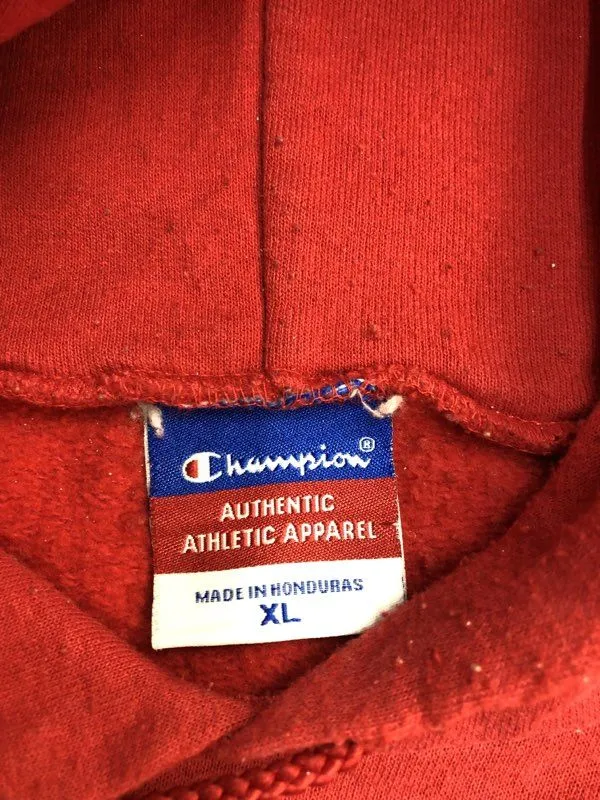 Champion®
AUTHENTIC
ATHLETIC APPAREL
MADE IN HONDURAS
XL